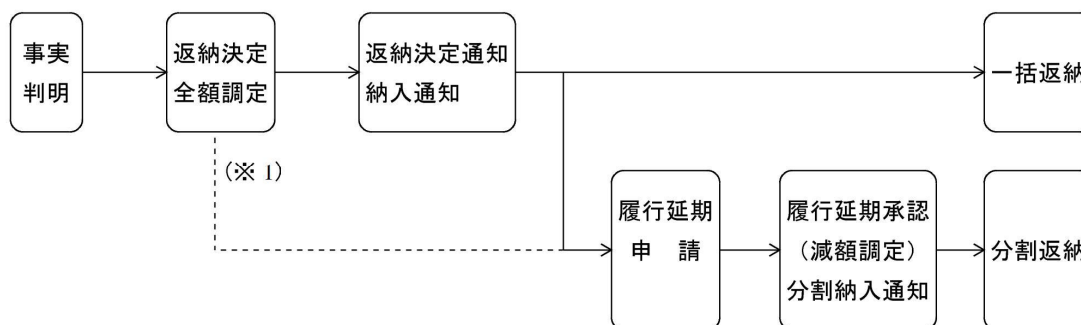 事実
判明
返納決定
全額調定
返納決定通知
納入通知
一括返納
(※1)
履行延期
申　請
履行延期承認
（減額調定）
分割納入通知
分割返納